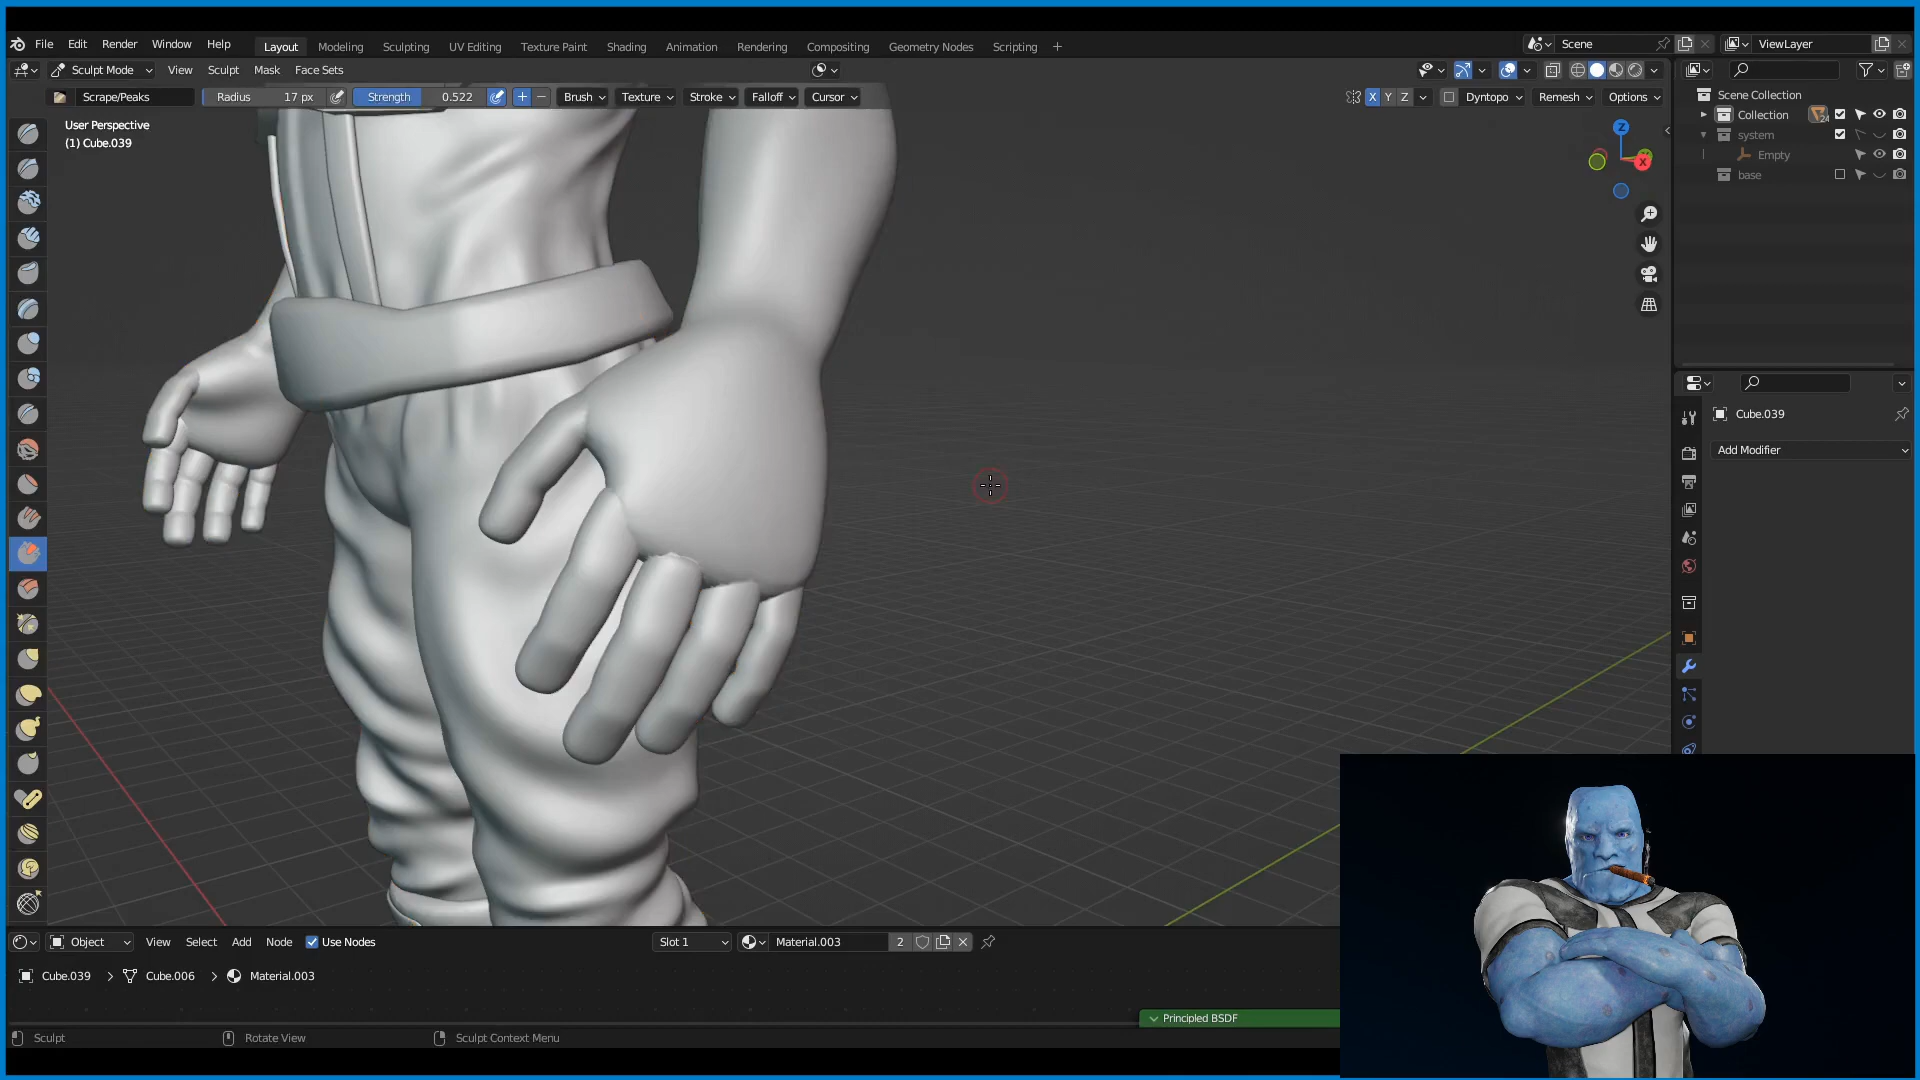 File Edit Render Window Help Layout Modeling Sculpting UV Editing Texture Paint Shading Animation Rendering Compositing Geometry Nodes Scripting + Scene ViewLayer
Sculpt Mode View Sculpt Mask Face Sets
Scrape/Peaks Radius 17 px Strength 0.522 Brush Texture Stroke Falloff Cursor X Y Z Dyntopo Remesh Options
User Perspective
(1) Cube.039
Z
X
Scene Collection
Collection 24
system
Empty
base
Cube.039
Add Modifier
Object View Select Add Node Use Nodes Slot 1 Material.003 2
Cube.039 > Cube.006 > Material.003
Principled BSDF
Sculpt Rotate View Sculpt Context Menu